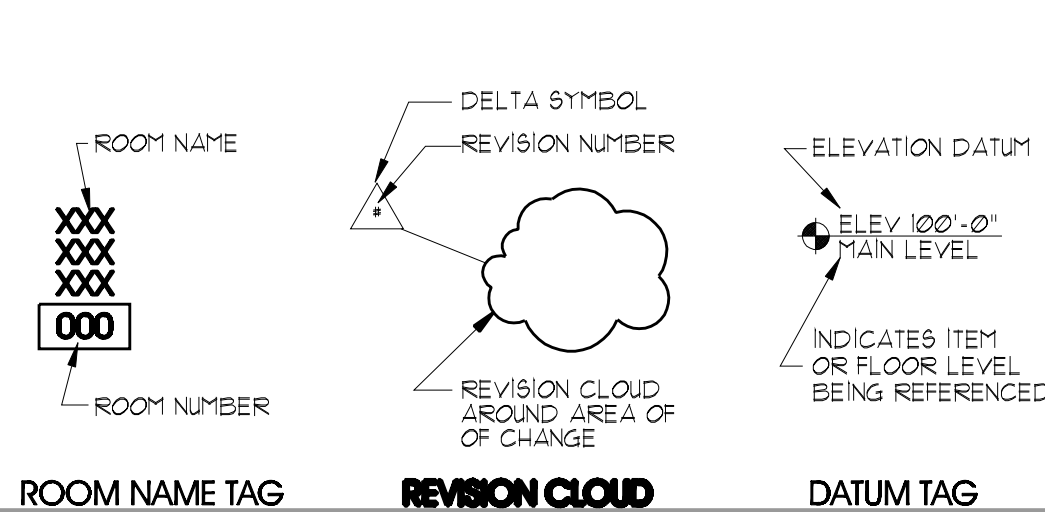 ROOM NAME
XXX
XXX
XXX
000
ROOM NUMBER
ROOM NAME TAG
DELTA SYMBOL
REVISION NUMBER
#
REVISION CLOUD
AROUND AREA OF
OF CHANGE
REVISION CLOUD
ELEVATION DATUM
ELEV 100'-0"
MAIN LEVEL
INDICATES ITEM
OR FLOOR LEVEL
BEING REFERENCED
DATUM TAG